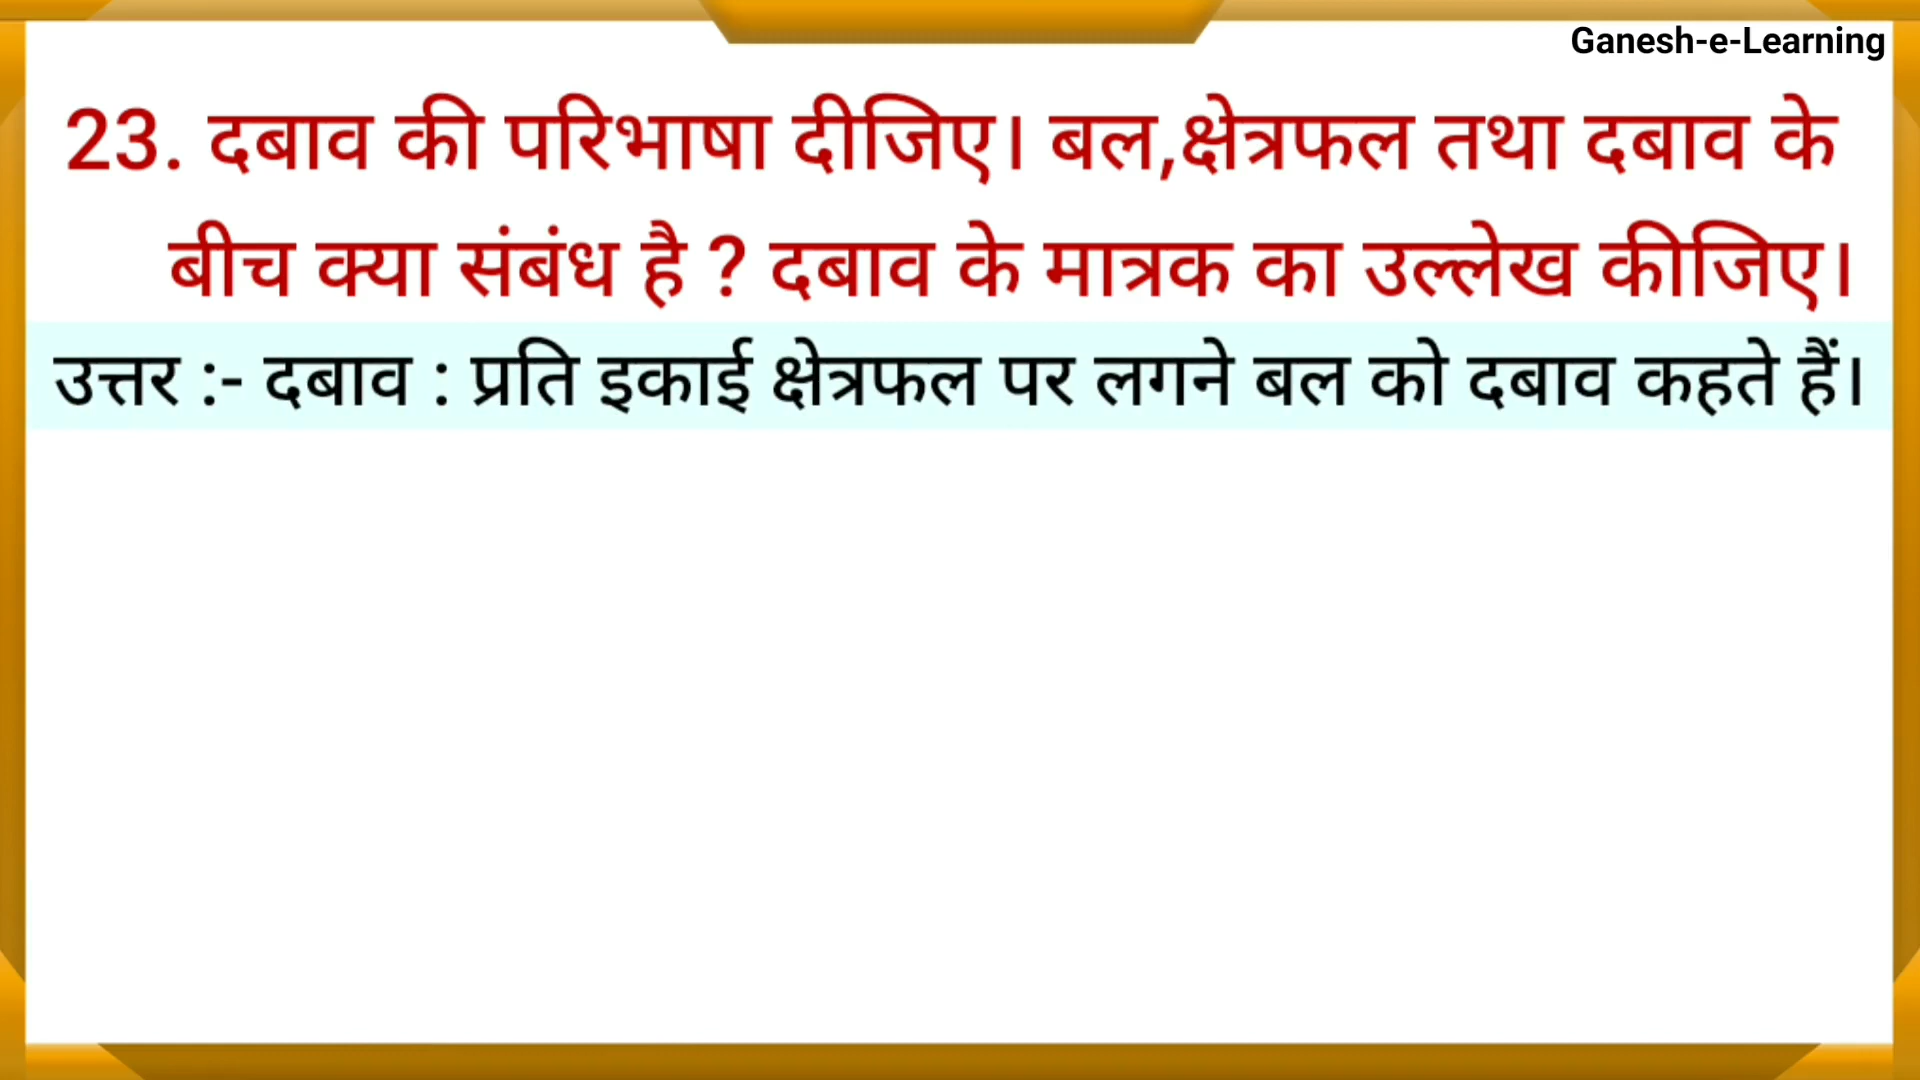 Ganesh-e-Learning
23. दबाव की परिभाषा दीजिए। बल,क्षेत्रफल तथा दबाव के
बीच क्या संबंध है ? दबाव के मात्रक का उल्लेख कीजिए।
उत्तर :- दबाव : प्रति इकाई क्षेत्रफल पर लगने बल को दबाव कहते हैं।